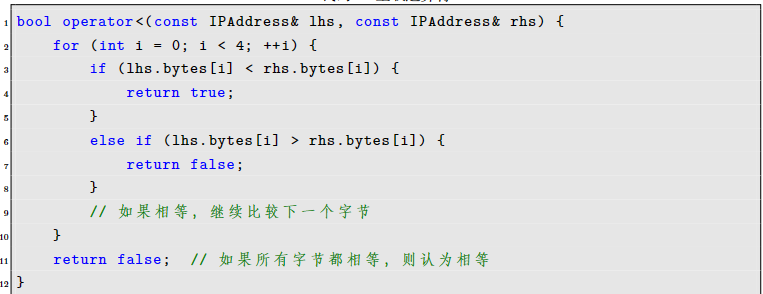 1 bool operator<(const IPAddress& lhs, const IPAddress& rhs) {
2     for (int i = 0; i < 4; ++i) {
3         if (lhs.bytes[i] < rhs.bytes[i]) {
4             return true;
5         }
6         else if (lhs.bytes[i] > rhs.bytes[i]) {
7             return false;
8         }
9         // 如果相等, 继续比较下一个字节
10     }
11     return false;  // 如果所有字节都相等, 则认为相等
12 }